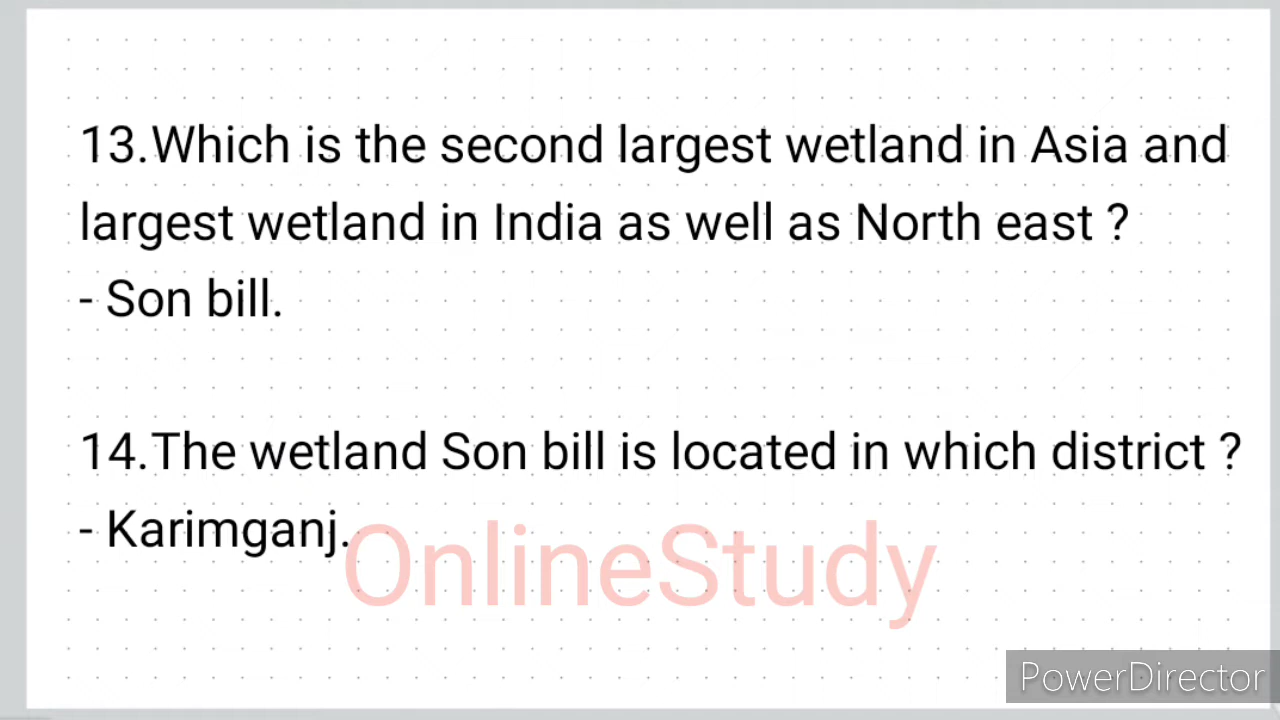 13.Which is the second largest wetland in Asia and
largest wetland in India as well as North east ?
- Son bill.
14.The wetland Son bill is located in which district ?
- Karimganj.
OnlineStudy
PowerDirector